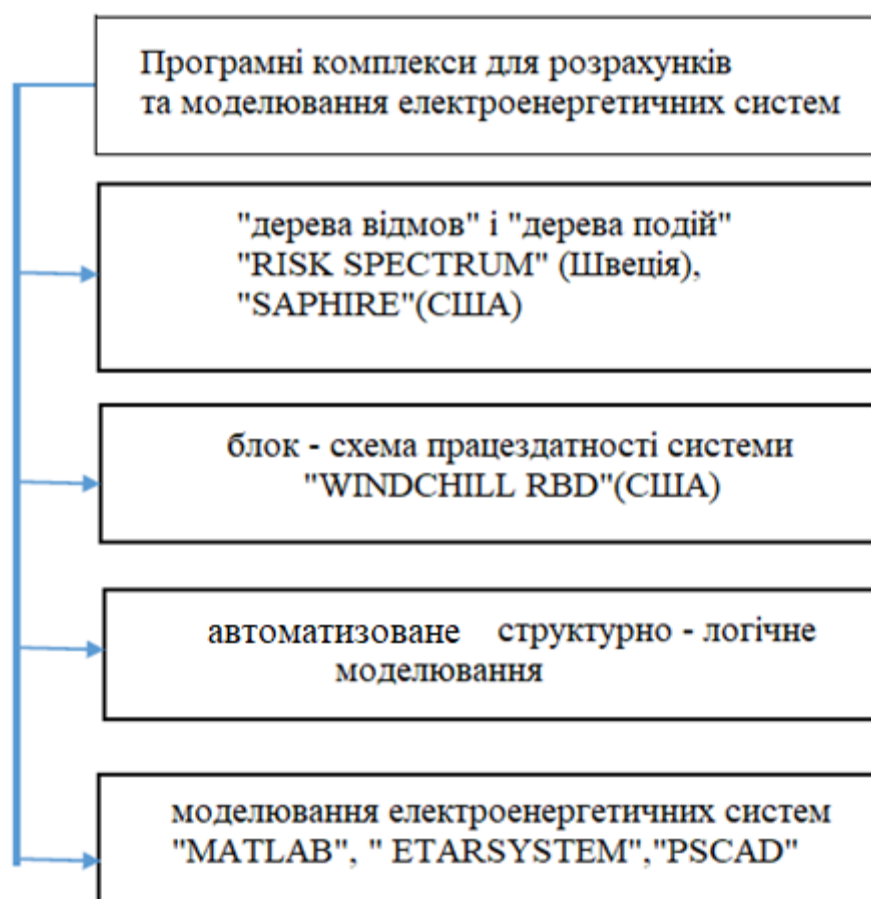 Програмні комплекси для розрахунків
та моделювання електроенергетичних систем
"дерева відмов" і "дерева подій"
"RISK SPECTRUM" (Швеція),
"SAPHIRE"(США)
блок - схема працездатності системи
"WINDCHILL RBD"(США)
автоматизоване структурно - логічне
моделювання
моделювання електроенергетичних систем
"MATLAB", " ETARSYSTEM","PSCAD"